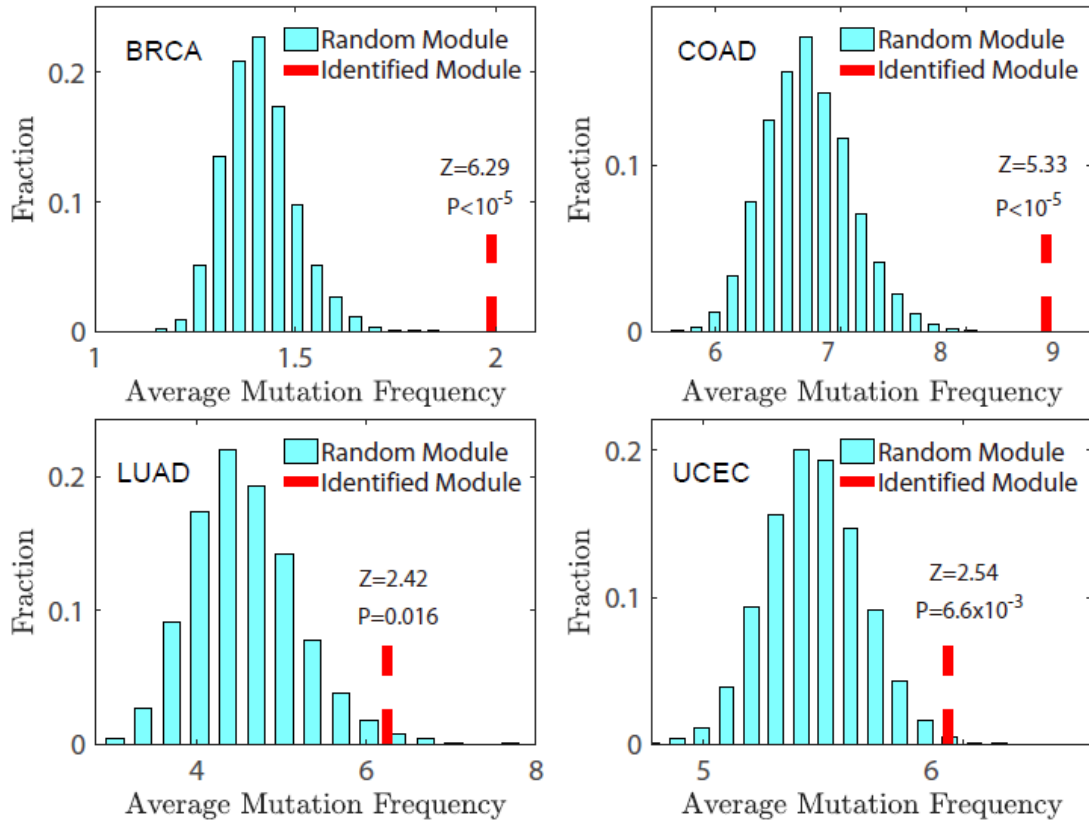 BRCA
Random Module
Identified Module
0.2
0.1
0
Fraction
Z=6.29
P<10^-5
1
1.5
2
Average Mutation Frequency
COAD
Random Module
Identified Module
0.1
0
Fraction
Z=5.33
P<10^-5
6
7
8
9
Average Mutation Frequency
LUAD
Random Module
Identified Module
0.2
0.1
0
Fraction
Z=2.42
P=0.016
4
6
8
Average Mutation Frequency
UCEC
Random Module
Identified Module
0.2
0.1
0
Fraction
Z=2.54
P=6.6x10^-3
5
6
Average Mutation Frequency